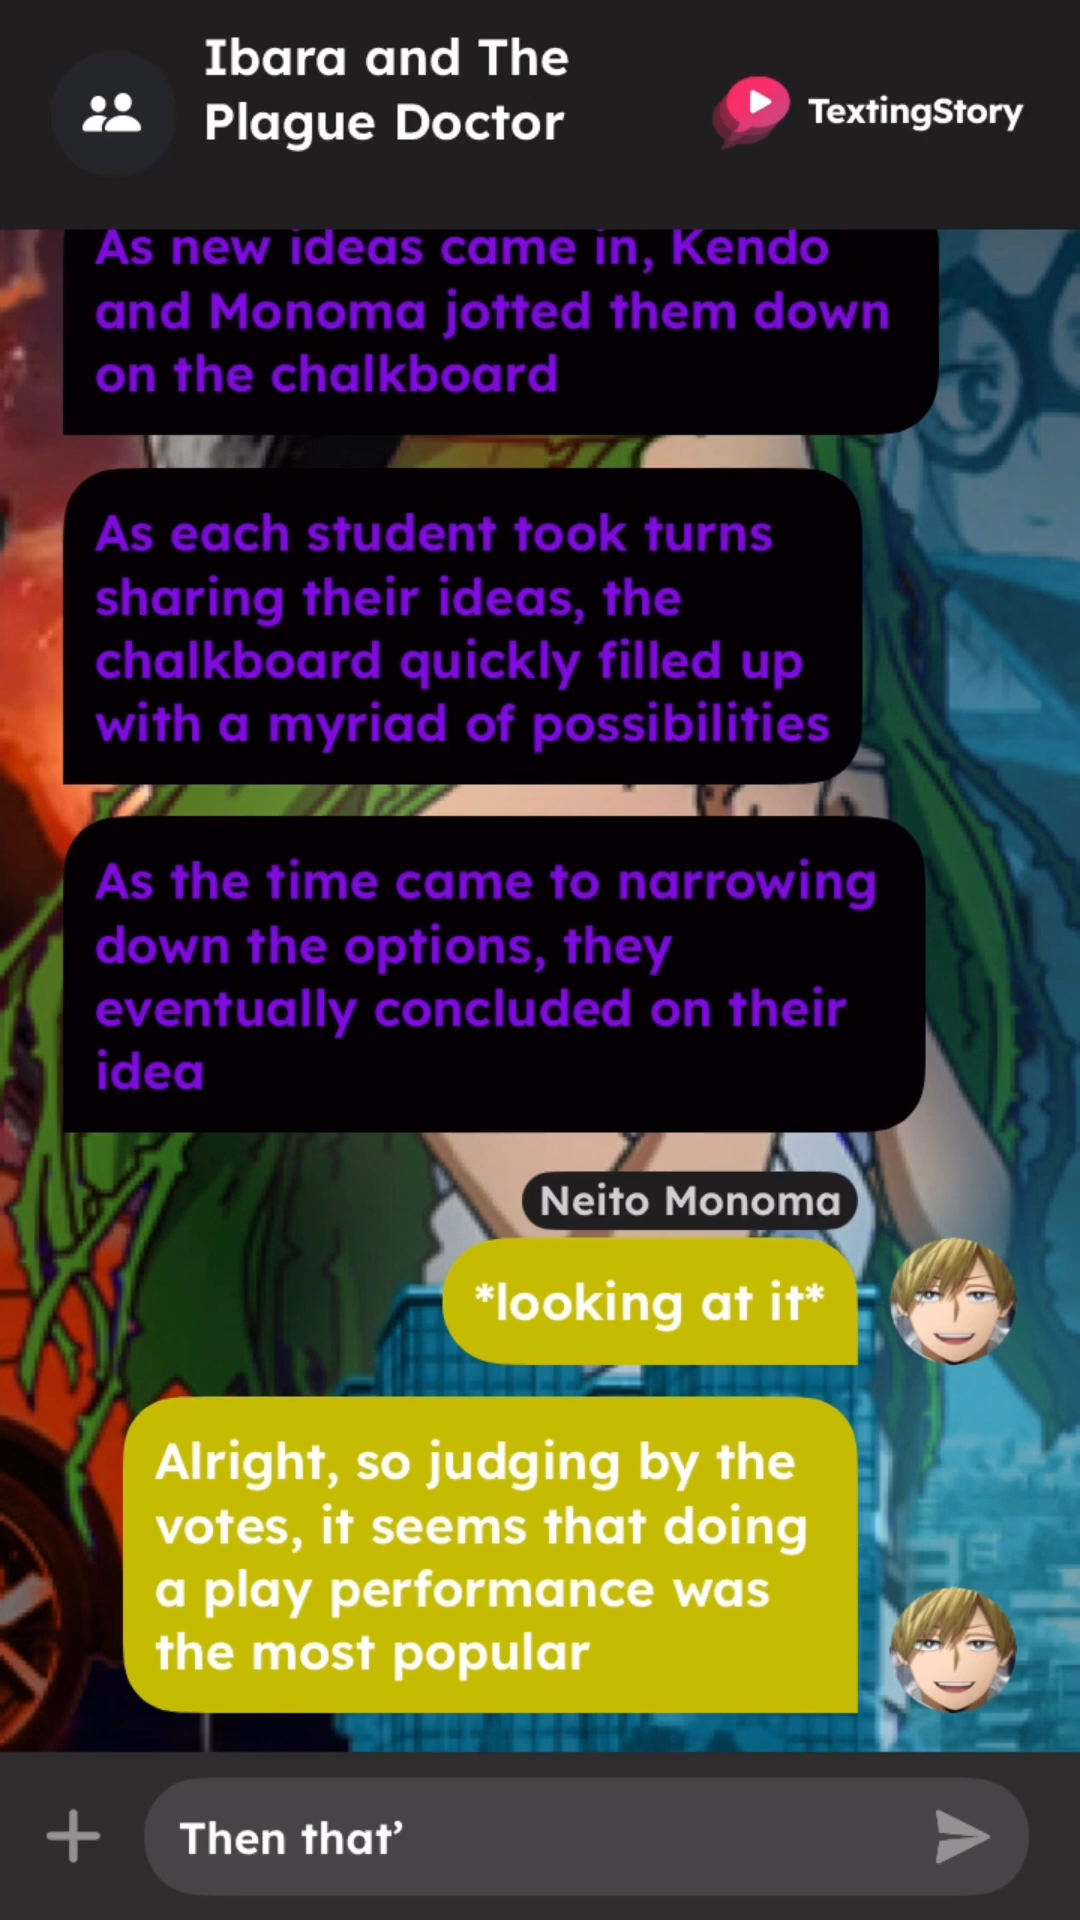 Ibara and The
Plague Doctor
TextingStory
As new ideas came in, Kendo
and Monoma jotted them down
on the chalkboard
As each student took turns
sharing their ideas, the
chalkboard quickly filled up
with a myriad of possibilities
As the time came to narrowing
down the options, they
eventually concluded on their
idea
Neito Monoma
*looking at it*
Alright, so judging by the
votes, it seems that doing
a play performance was
the most popular
Then that’